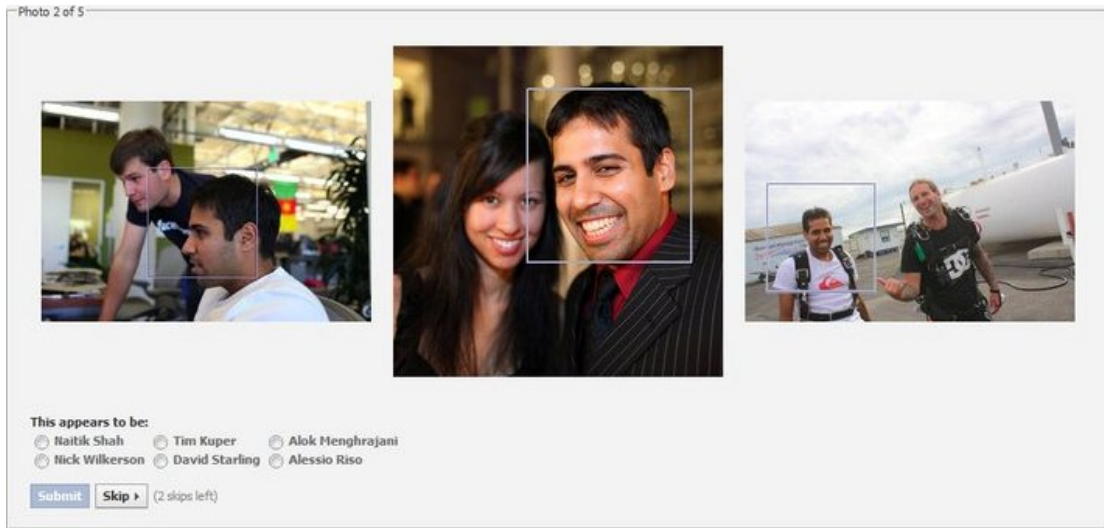 Photo 2 of 5
This appears to be:
Naitik Shah Tim Kuper Alok Menghrajani
Nick Wilkerson David Starling Alessio Riso
Submit Skip (2 skips left)